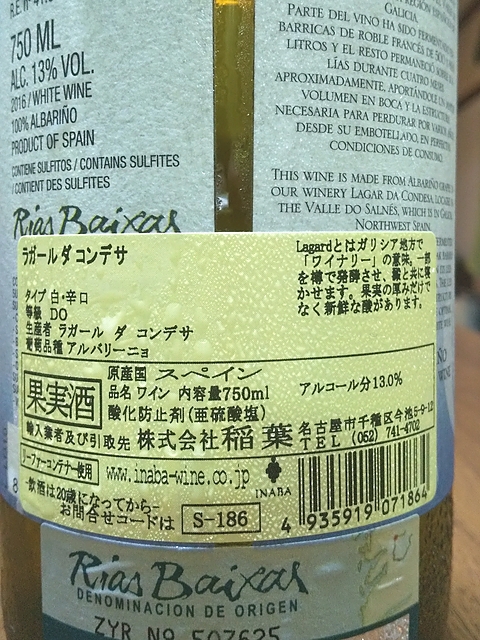 750 ML
ALC. 13% VOL.
2016 / WHITE WINE
100% ALBARIÑO
PRODUCT OF SPAIN
CONTIENE SULFITOS / CONTAINS SULFITES
/ CONTIENT DES SULFITES
Rias Baixas
GALICIA.
PARTE DEL VINO HA SIDO
BARRICAS DE ROBLE FRANCÉS DE
LITROS Y EL RESTO PERMANECIÓ
LÍAS DURANTE CUATRO
APROXIMADAMENTE, APORTÁNDOLE
VOLUMEN EN BOCA Y LA
NECESARIA PARA PERDURAR POR
DESDE SU EMBOTELLADO, EN
CONDICIONES DE CONSUMO.
THIS WINE IS MADE FROM ALBARIÑO
OUR WINERY LAGAR DA CONDESA,
THE VALLE DO SALNÉS, WHICH IS IN
NORTHWEST SPAIN.
ラガール ダ コンデサ
Lagardとはガリシア地方で
「ワイナリー」の意味。一部
を樽で発酵させ、澱と共に寝
かせます。果実の厚みだけで
なく新鮮な酸があります。
タイプ 白・辛口
等級 DO
生産者 ラガール ダ コンデサ
葡萄品種 アルバリーニョ
果実酒
原産国 スペイン
品名 ワイン 内容量750ml アルコール分13.0%
酸化防止剤(亜硫酸塩)
輸入業者及び引取先 株式会社 稲葉
名古屋市千種区今池5-9-12
TEL (052) 741-4702
リーファーコンテナー使用
www.inaba-wine.co.jp
INABA
飲酒は20歳になってから
お問合せコードは S-186
4 935919 071864
Rias Baixas
DENOMINACION DE ORIGEN
ZYR Nº 507625